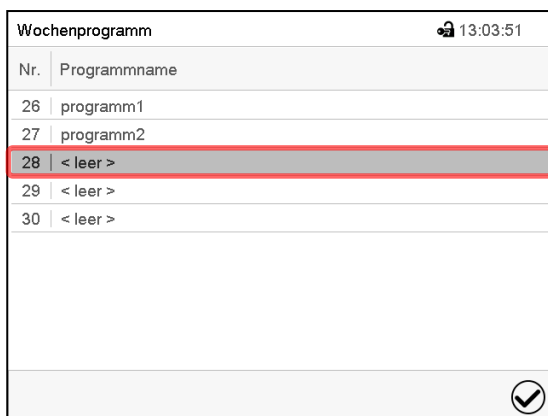 Wochenprogramm 13:03:51
Nr. Programmname
26 programm1
27 programm2
28 < leer >
29 < leer >
30 < leer >